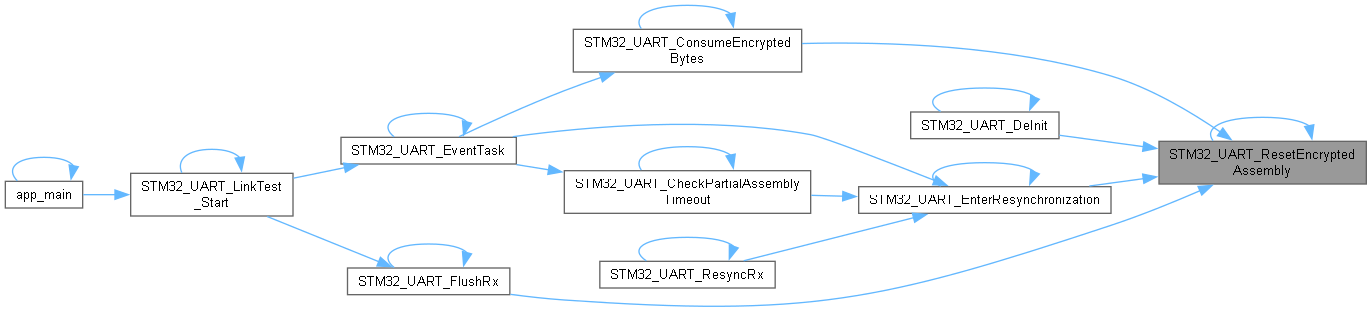 STM32_UART_ConsumeEncrypted
Bytes
STM32_UART_DeInit
STM32_UART_EventTask
STM32_UART_ResetEncrypted
Assembly
app_main
STM32_UART_LinkTest
_Start
STM32_UART_CheckPartialAssembly
Timeout
STM32_UART_EnterResynchronization
STM32_UART_FlushRx
STM32_UART_ResyncRx